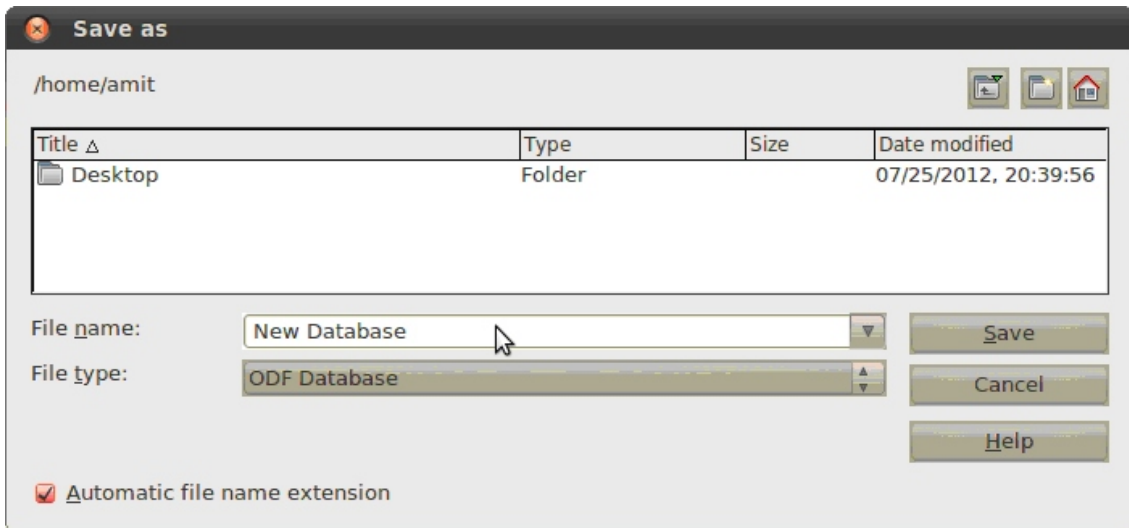 Save as
/home/amit
Title Type Size Date modified
Desktop Folder 07/25/2012, 20:39:56
File name: New Database Save
File type: ODF Database Cancel
Help
Automatic file name extension